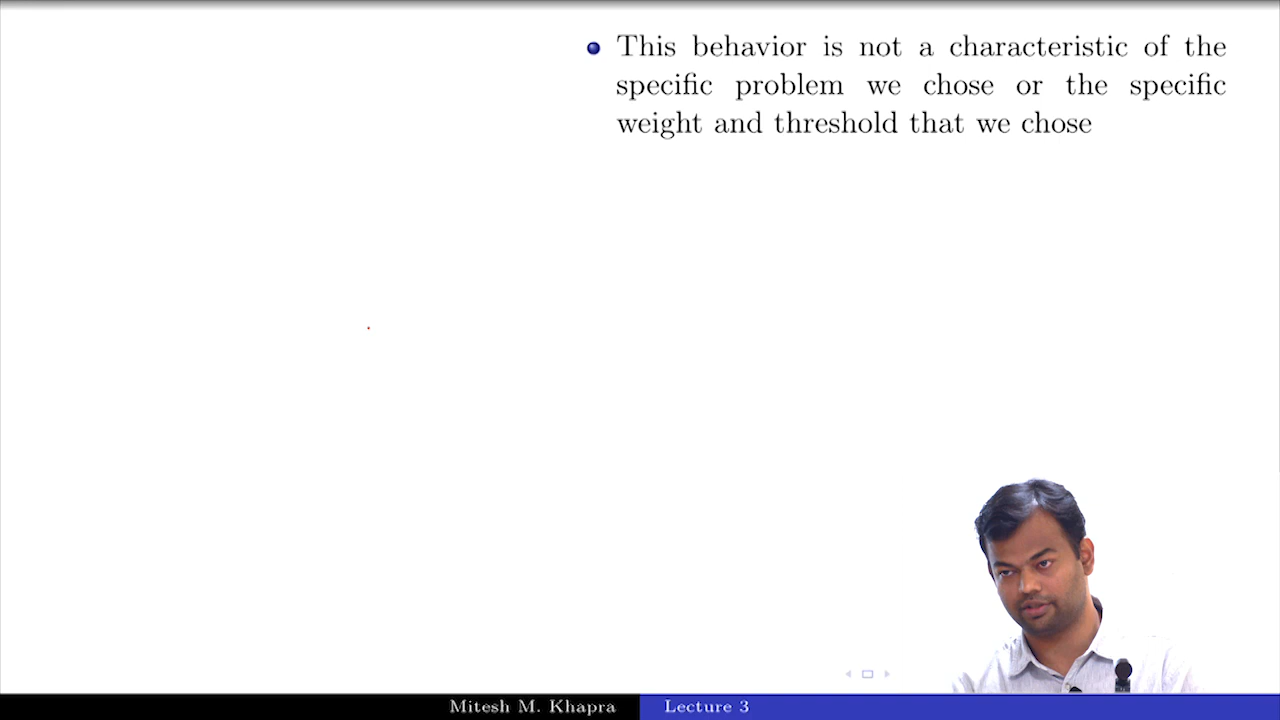 This behavior is not a characteristic of the
specific problem we chose or the specific
weight and threshold that we chose
Mitesh M. Khapra
Lecture 3